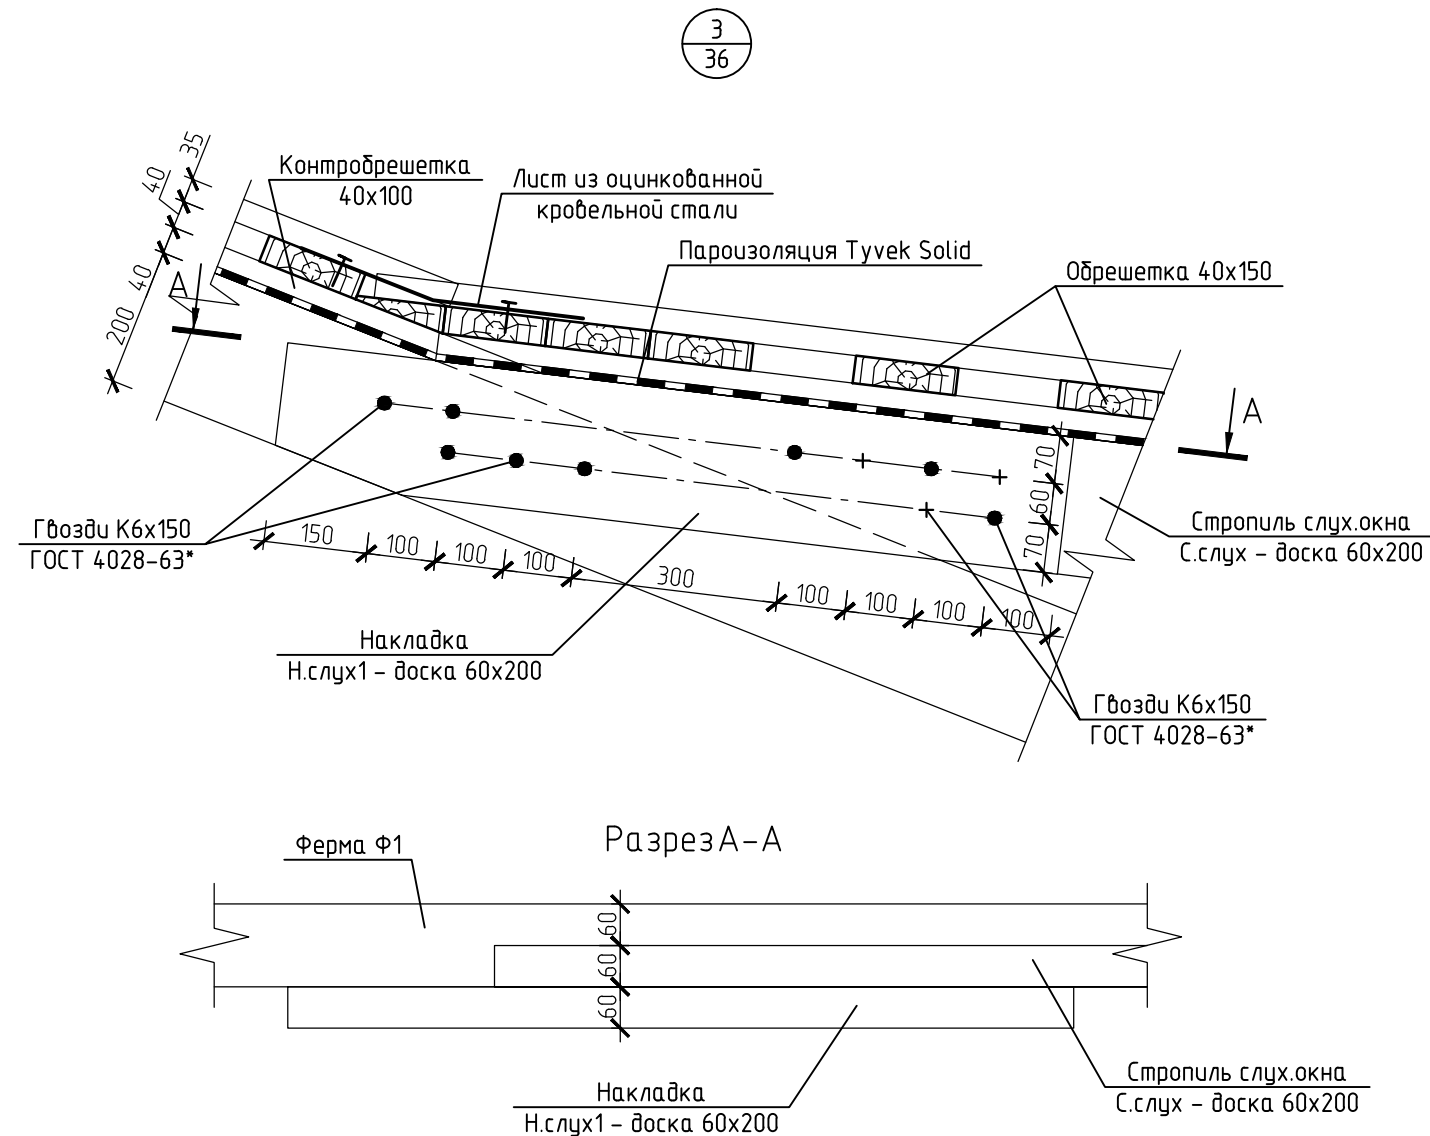 3
36
35
40
40
200
А
Контробрешетка
40х100
Лист из оцинкованной
кровельной стали
Пароизоляция Tyvek Solid
Обрешетка 40х150
А
Гвозди К6х150
ГОСТ 4028-63*
150
100
100
100
300
100
100
100
100
70
60
70
Стропиль слух.окна
С.слух - доска 60х200
Накладка
Н.слух1 - доска 60х200
Гвозди К6х150
ГОСТ 4028-63*
Разрез А-А
Ферма Ф1
60
60
60
Накладка
Н.слух1 - доска 60х200
Стропиль слух.окна
С.слух - доска 60х200